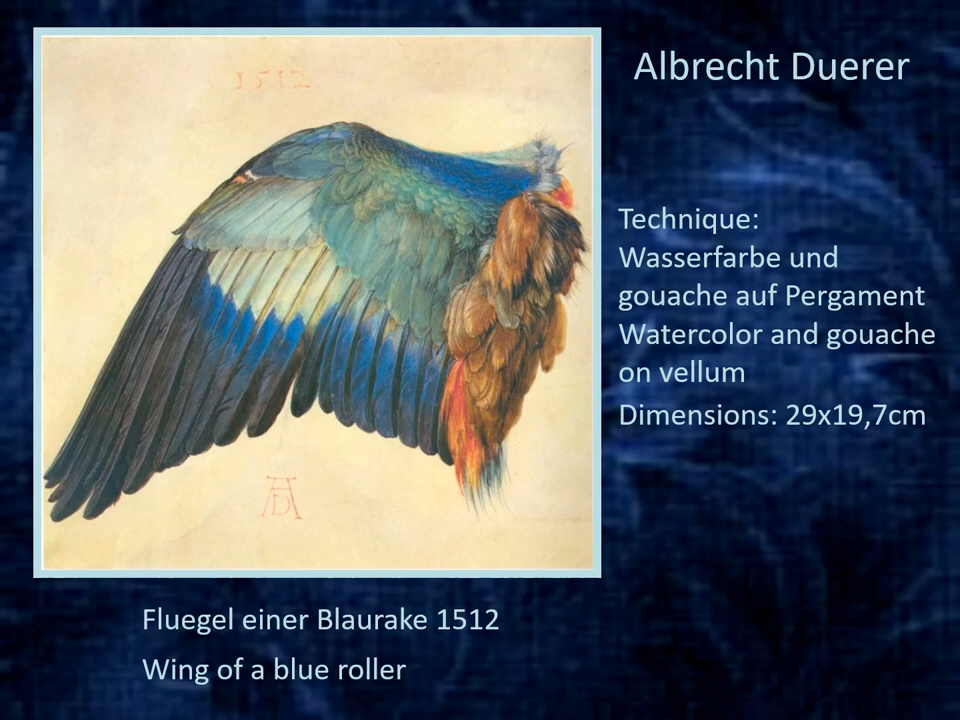 Albrecht Duerer
1512
Technique:
Wasserfarbe und
gouache auf Pergament
Watercolor and gouache
on vellum
Dimensions: 29x19,7cm
AD
Fluegel einer Blaurake 1512
Wing of a blue roller